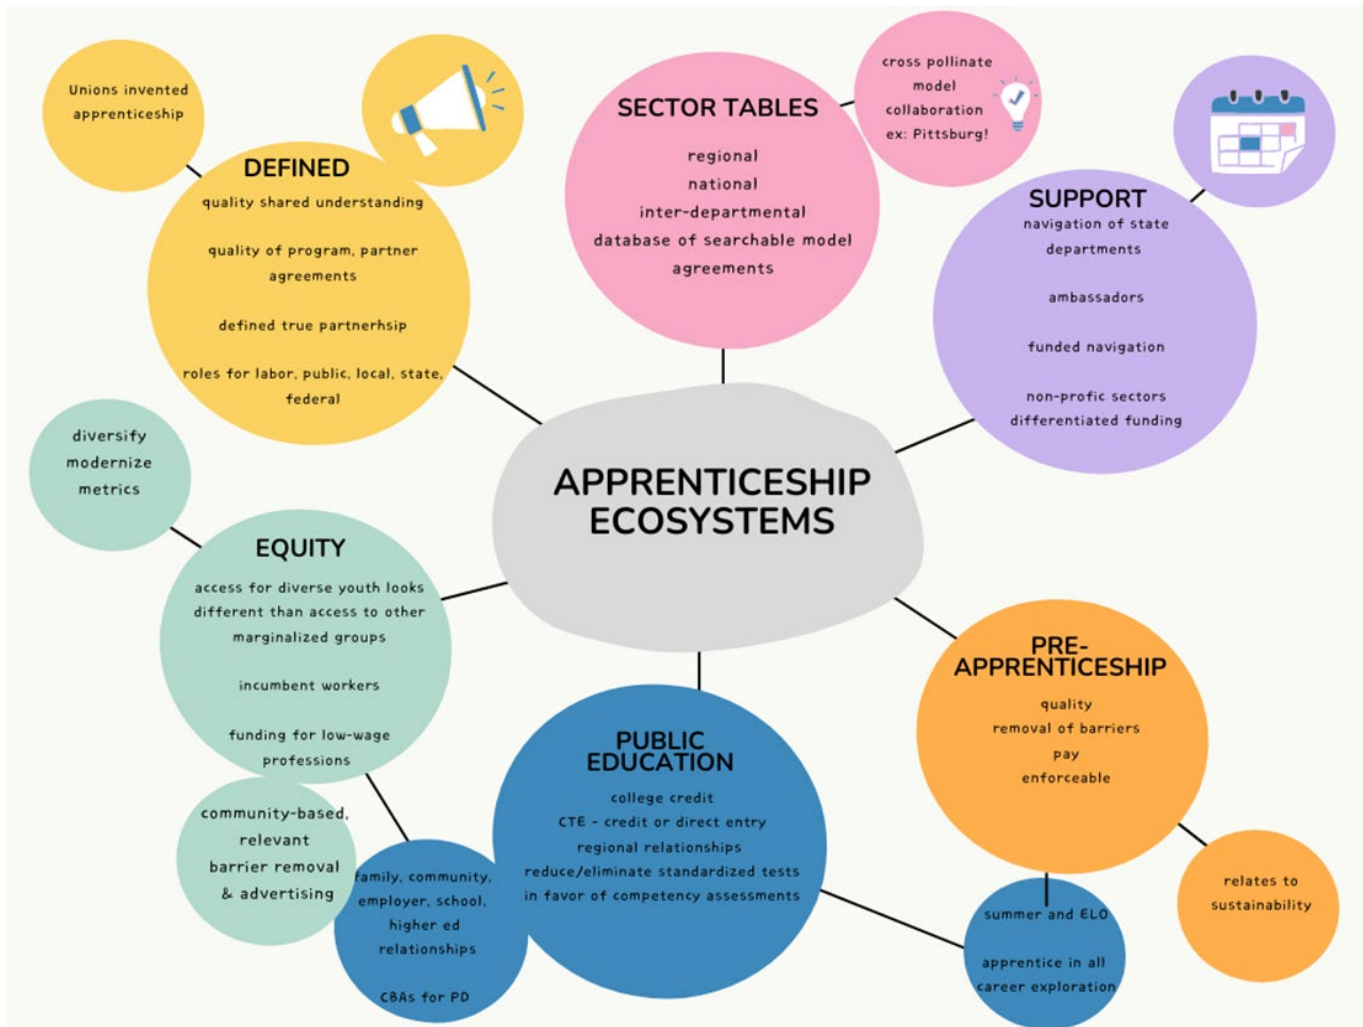 Unions invented
apprenticeship
DEFINED
quality shared understanding
quality of program, partner
agreements
defined true partnerhsip
roles for labor, public, local, state,
federal
SECTOR TABLES
regional
national
inter-departmental
database of searchable model
agreements
cross pollinate
model
collaboration
ex: Pittsburg!
SUPPORT
navigation of state
departments
ambassadors
funded navigation
non-profic sectors
differentiated funding
APPRENTICESHIP
ECOSYSTEMS
diversify
modernize
metrics
EQUITY
access for diverse youth looks
different than access to other
marginalized groups
incumbent workers
funding for low-wage
professions
community-based,
relevant
barrier removal
& advertising
family, community,
employer, school,
higher ed
relationships
CBAs for PD
PUBLIC
EDUCATION
college credit
CTE - credit or direct entry
regional relationships
reduce/eliminate standardized tests
in favor of competency assessments
PRE-
APPRENTICESHIP
quality
removal of barriers
pay
enforceable
summer and ELO
apprentice in all
career exploration
relates to
sustainability